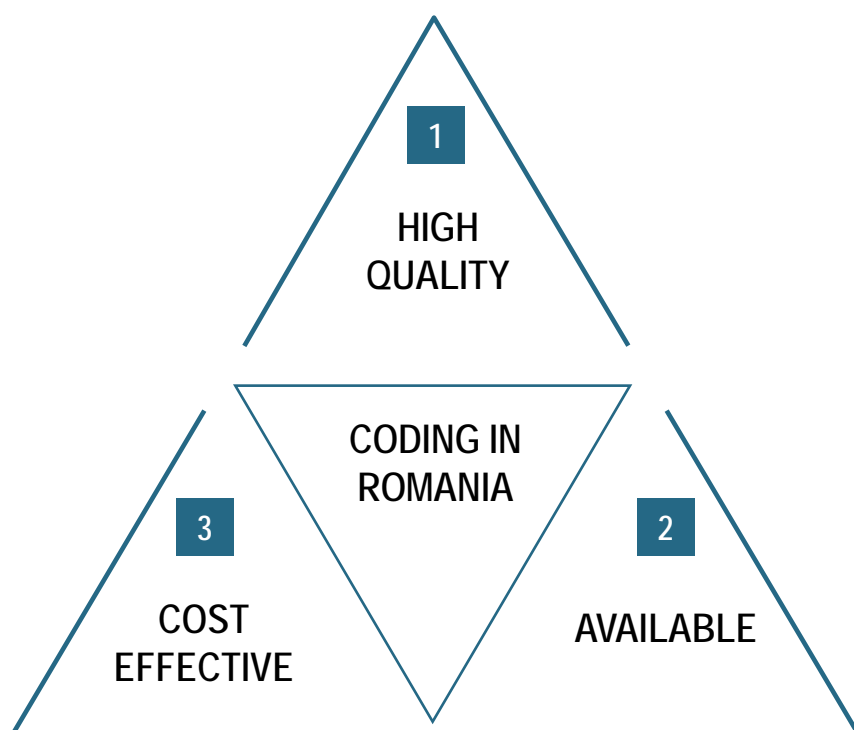 1
HIGH
QUALITY
CODING IN
ROMANIA
3
COST
EFFECTIVE
2
AVAILABLE